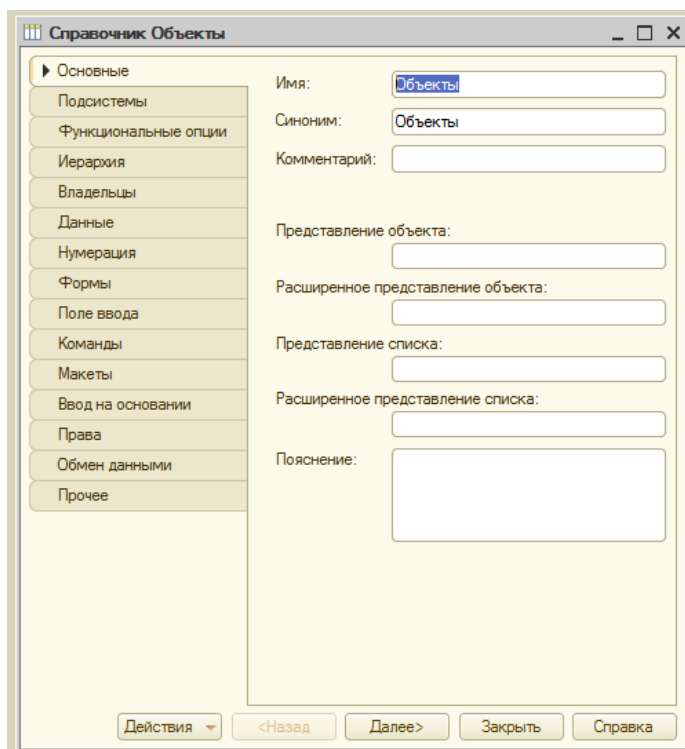 Справочник Объекты
Основные
Подсистемы
Функциональные опции
Иерархия
Владельцы
Данные
Нумерация
Формы
Поле ввода
Команды
Макеты
Ввод на основании
Права
Обмен данными
Прочее
Имя: Объекты
Синоним: Объекты
Комментарий:
Представление объекта:
Расширенное представление объекта:
Представление списка:
Расширенное представление списка:
Пояснение:
Действия <Назад Далее> Закрыть Справка